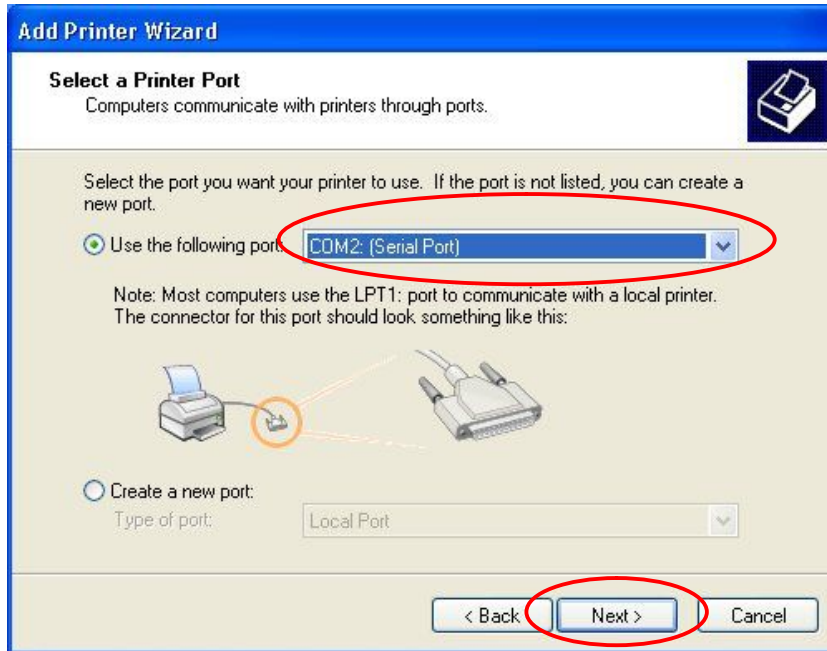 Add Printer Wizard
Select a Printer Port
Computers communicate with printers through ports.
Select the port you want your printer to use. If the port is not listed, you can create a
new port.
Use the following port: COM2: (Serial Port)
Note: Most computers use the LPT1: port to communicate with a local printer.
The connector for this port should look something like this:
Create a new port:
Type of port: Local Port
< Back Next > Cancel